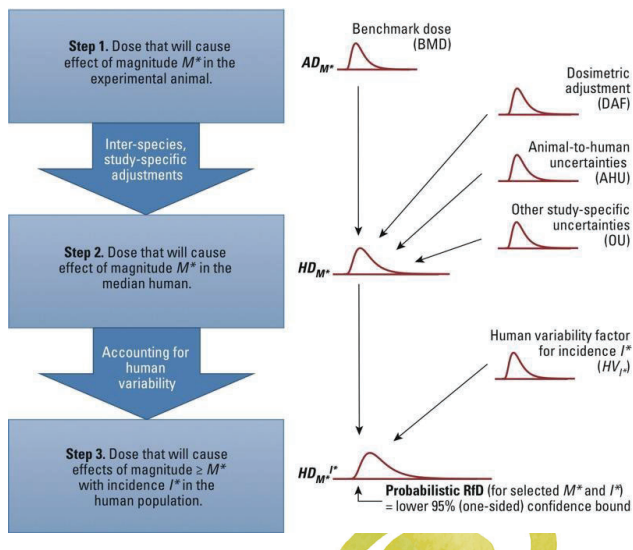 Step 1. Dose that will cause
effect of magnitude M* in the
experimental animal.
Inter-species,
study-specific
adjustments
Step 2. Dose that will cause
effect of magnitude M* in the
median human.
Accounting for
human
variability
Step 3. Dose that will cause
effects of magnitude ≥ M*
with incidence I* in the
human population.
Benchmark dose
(BMD)
AD_M*
Dosimetric
adjustment
(DAF)
Animal-to-human
uncertainties
(AHU)
Other study-specific
uncertainties
(OU)
HD_M*
Human variability factor
for incidence I*
(HV_I*)
HD_M*^I*
Probabilistic RfD (for selected M* and I*)
= lower 95% (one-sided) confidence bound